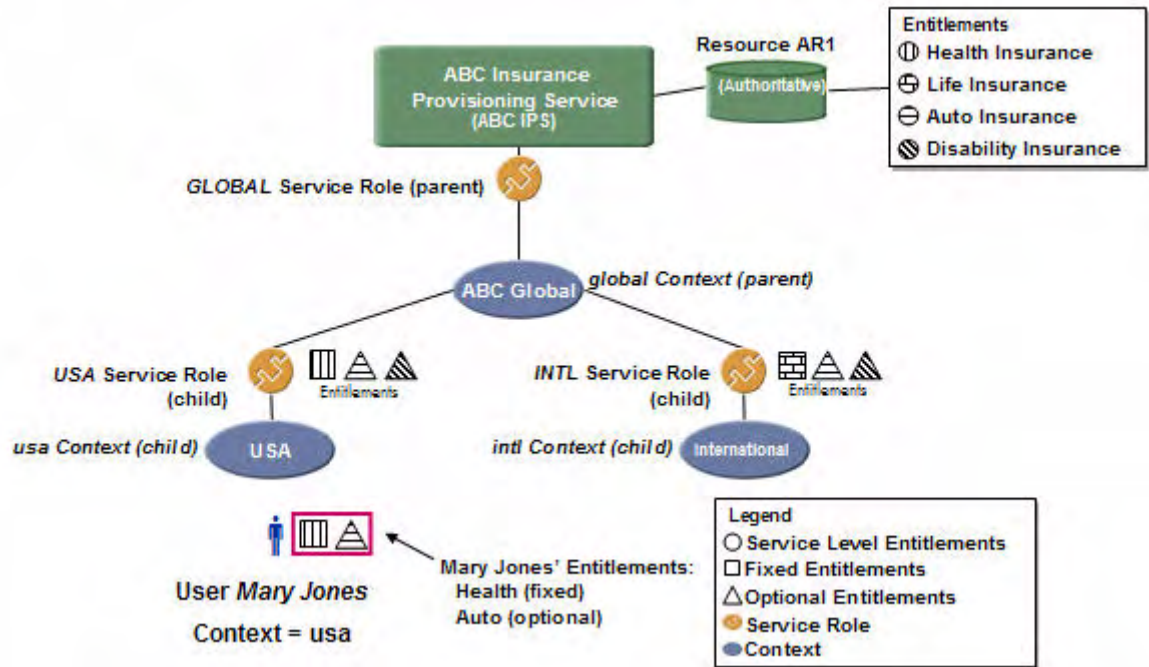 Resource AR1
ABC Insurance
Provisioning Service
(ABC IPS)
(Authoritative)
Entitlements
Health Insurance
Life Insurance
Auto Insurance
Disability Insurance
GLOBAL Service Role (parent)
ABC Global
global Context (parent)
USA Service Role
(child)
Entitlements
INTL Service Role
(child)
Entitlements
usa Context (child)
USA
intl Context (child)
International
User Mary Jones
Context = usa
Mary Jones' Entitlements:
Health (fixed)
Auto (optional)
Legend
Service Level Entitlements
Fixed Entitlements
Optional Entitlements
Service Role
Context